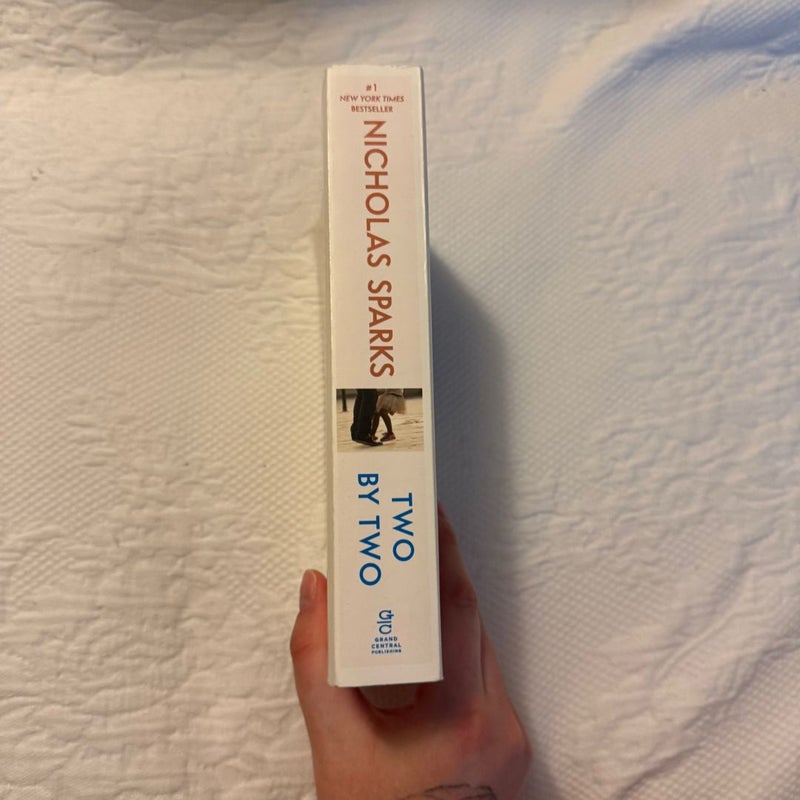 #1
NEW YORK TIMES
BESTSELLER
NICHOLAS SPARKS
TWO
BY TWO
GRAND
CENTRAL
PUBLISHING